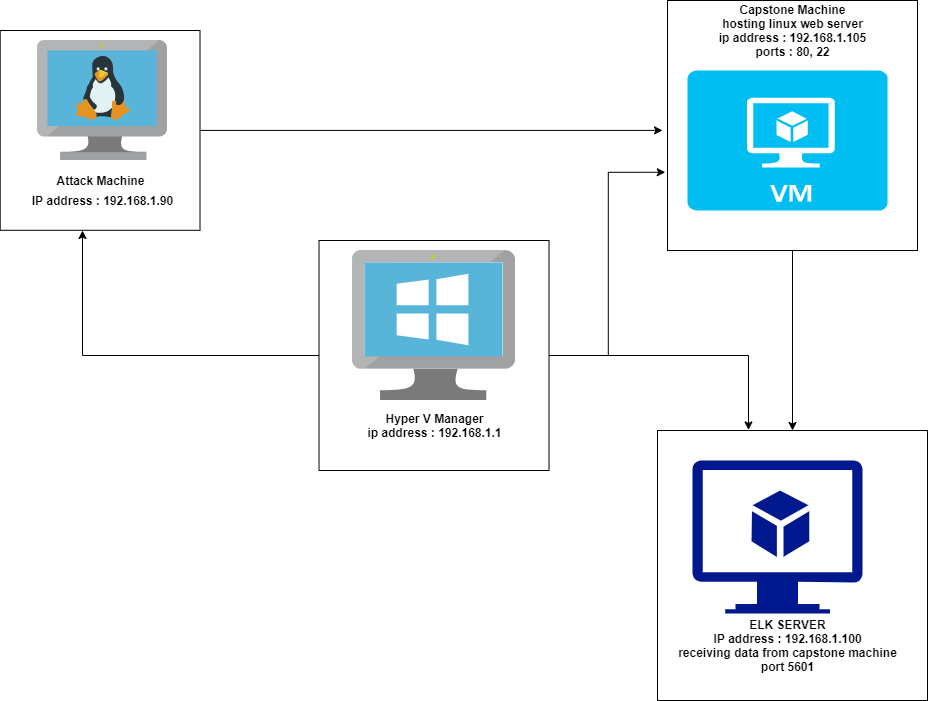 Capstone Machine
hosting linux web server
ip address : 192.168.1.105
ports : 80, 22
VM
Attack Machine
IP address : 192.168.1.90
Hyper V Manager
ip address : 192.168.1.1
ELK SERVER
IP address : 192.168.1.100
receiving data from capstone machine
port 5601